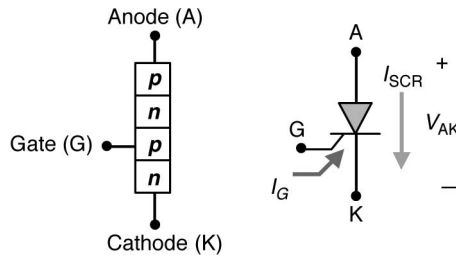 Anode (A)
p
n
Gate (G)
p
n
Cathode (K)
A
I_SCR
+
V_AK
G
I_G
K
—